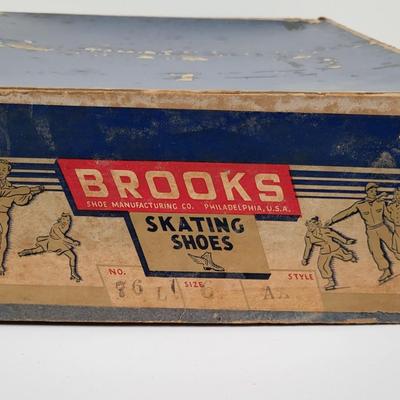 BROOKS
SHOE MANUFACTURING CO. PHILADELPHIA, U.S.A.
SKATING
SHOES
NO. SIZE STYLE